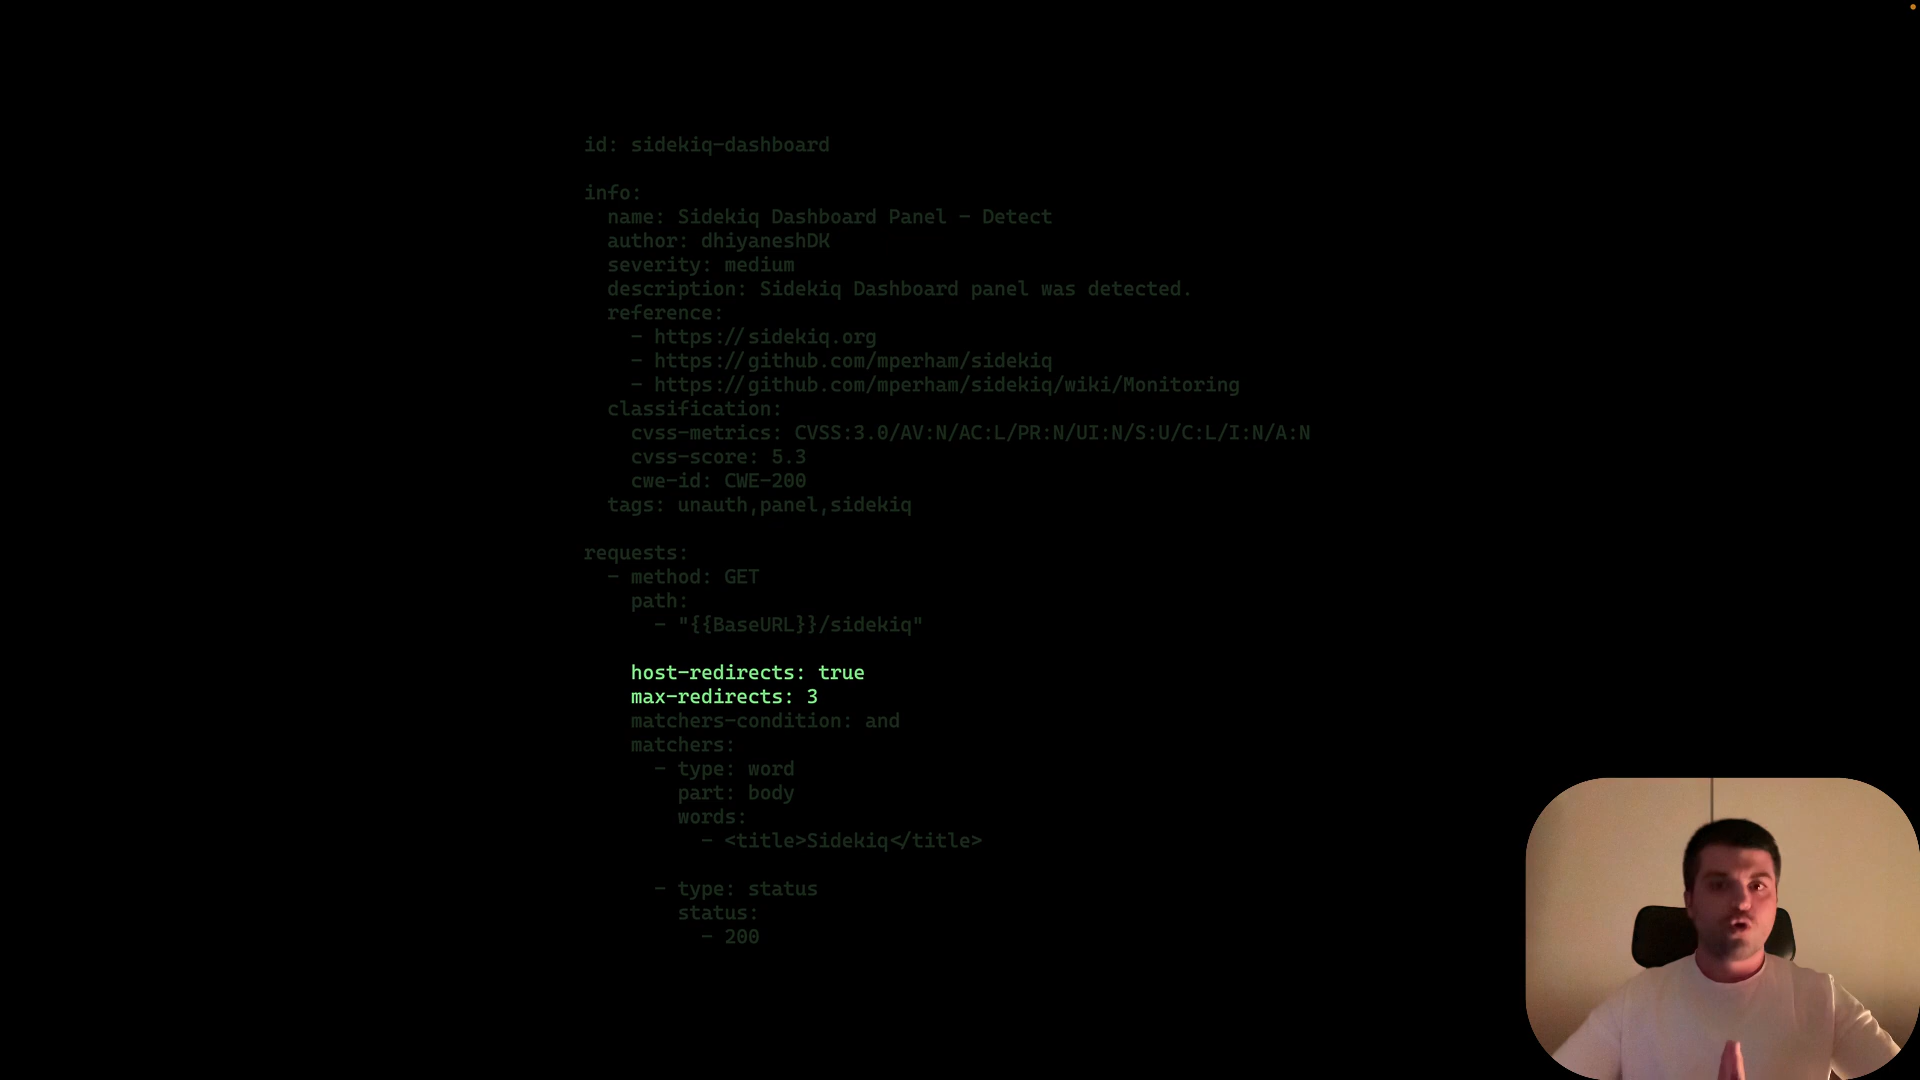 id: sidekiq-dashboard
info:
name: Sidekiq Dashboard Panel - Detect
author: dhiyaneshDK
severity: medium
description: Sidekiq Dashboard panel was detected.
reference:
- https://sidekiq.org
- https://github.com/mperham/sidekiq
- https://github.com/mperham/sidekiq/wiki/Monitoring
classification:
cvss-metrics: CVSS:3.0/AV:N/AC:L/PR:N/UI:N/S:U/C:L/I:N/A:N
cvss-score: 5.3
cwe-id: CWE-200
tags: unauth,panel,sidekiq
requests:
- method: GET
path:
- "{{BaseURL}}/sidekiq"
host-redirects: true
max-redirects: 3
matchers-condition: and
matchers:
- type: word
part: body
words:
- <title>Sidekiq</title>
- type: status
status:
- 200